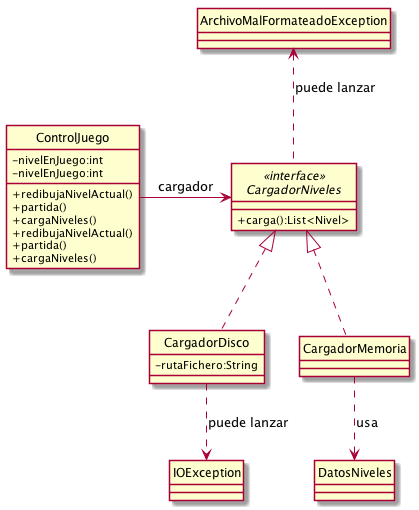 ArchivoMalFormateadoException
puede lanzar
ControlJuego
-nivelEnJuego:int
-nivelEnJuego:int
+redibujaNivelActual()
+partida()
+cargaNiveles()
+redibujaNivelActual()
+partida()
+cargaNiveles()
cargador
«interface»
CargadorNiveles
+carga():List<Nivel>
CargadorDisco
-rutaFichero:String
CargadorMemoria
puede lanzar
usa
IOException
DatosNiveles